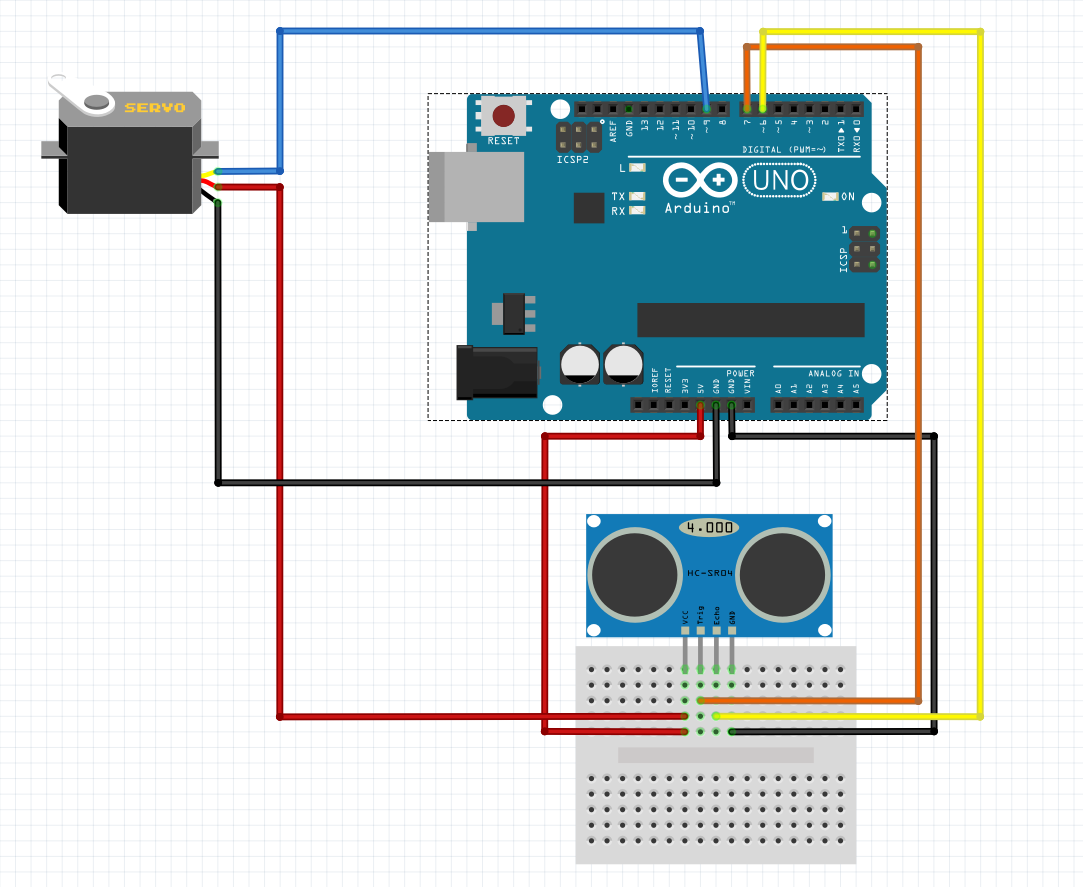 SERVO
RESET
ICSP2
AREF
GND
13
12
~11
~10
~9
8
7
~6
~5
4
~3
2
TX0▶1
RX0◀0
DIGITAL (PWM=~)
L
TX
RX
Arduino™
UNO
ON
1
ICSP
IOREF
RESET
3V3
5V
GND
GND
VIN
POWER
A0
A1
A2
A3
A4
A5
ANALOG IN
4.000
HC-SR04
VCC
Trig
Echo
GND